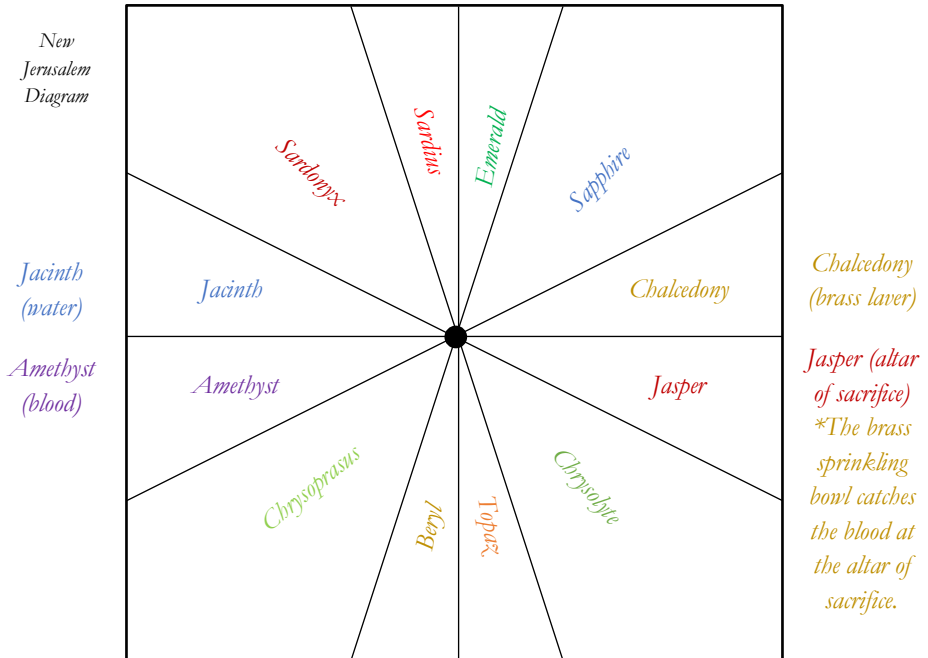 New
Jerusalem
Diagram
Sardius
Emerald
Sardonyx
Sapphire
Jacinth
(water)
Jacinth
Chalcedony
Chalcedony
(brass laver)
Amethyst
(blood)
Amethyst
Jasper
Jasper (altar
of sacrifice)
*The brass
sprinkling
bowl catches
the blood at
the altar of
sacrifice.
Chrysoprasus
Beryl
Topaz
Chrysolyte